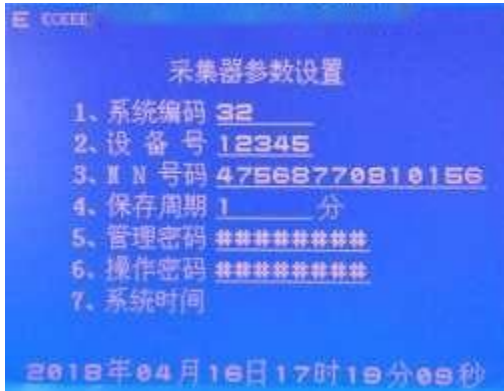 采集器参数设置
1、系统编码 32
2、设 备 号 12345
3、M N 号码 47568770810156
4、保存周期 1 分
5、管理密码 ########
6、操作密码 ########
7、系统时间
2018年04月16日17时19分09秒